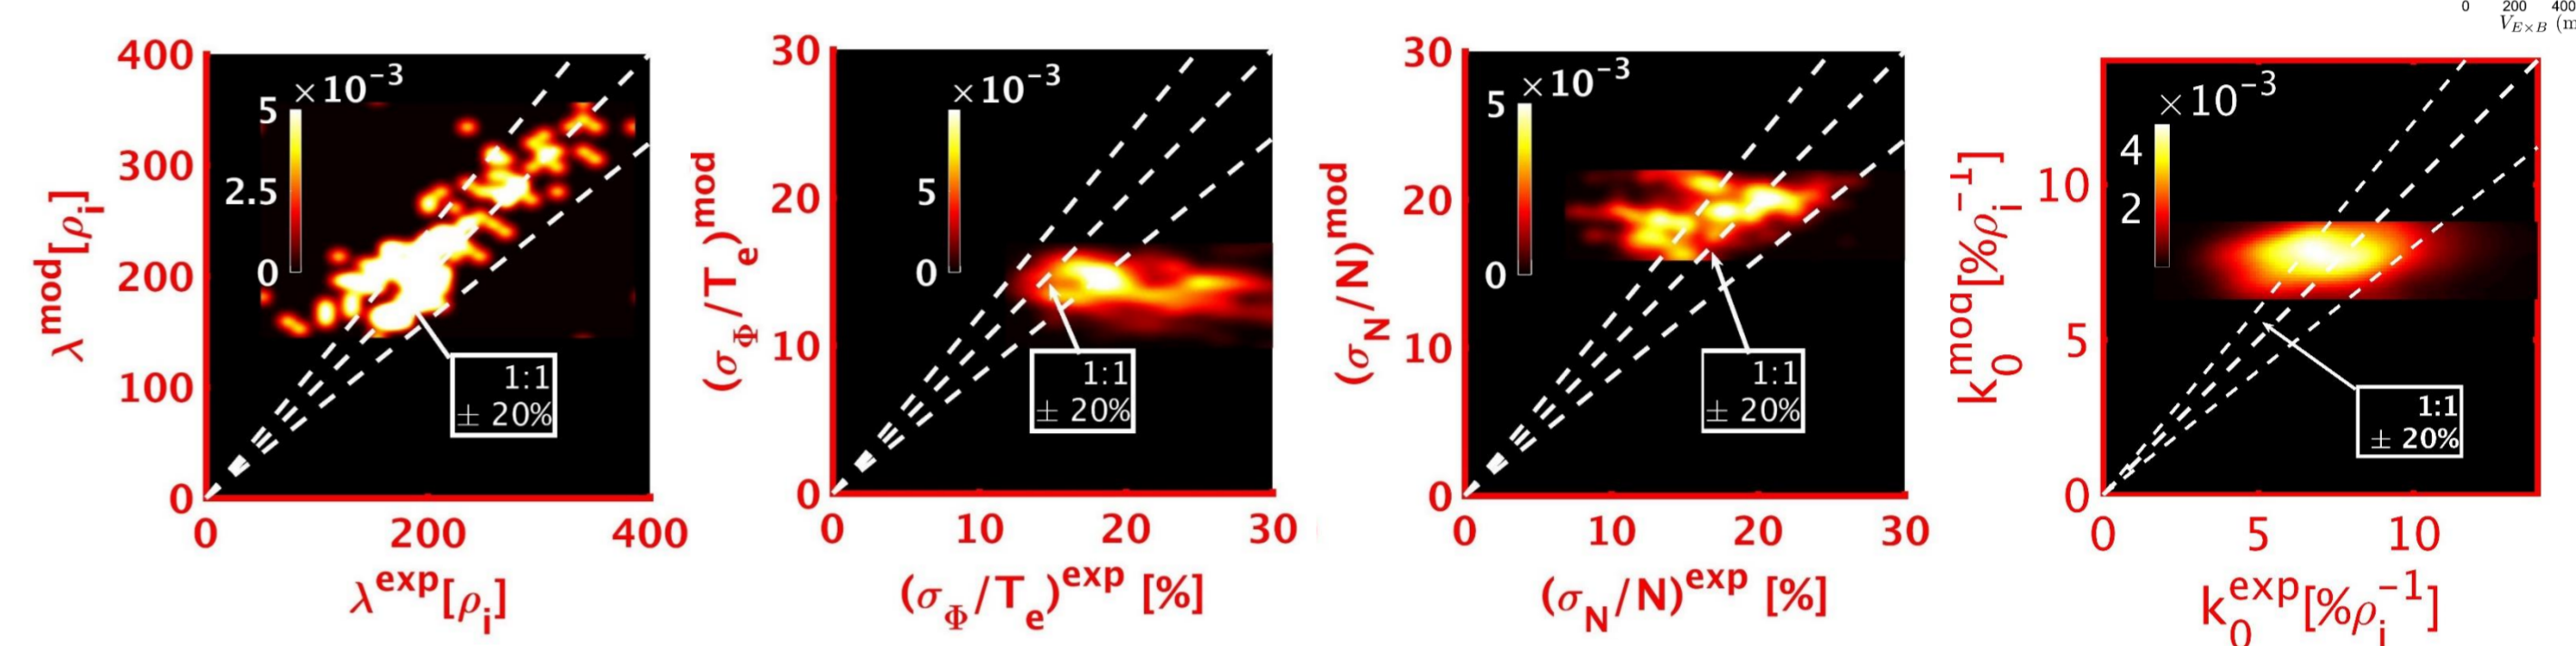 0 200 400
V_{E×B} (m
400
300
200
100
0
0 200 400
λ^{mod}[ρ_i]
λ^{exp}[ρ_i]
×10^{-3}
5
2.5
0
1:1
± 20%
30
20
10
0
0 10 20 30
(σ_Φ/T_e)^{mod}
(σ_Φ/T_e)^{exp} [%]
×10^{-3}
5
0
1:1
± 20%
30
20
10
0
0 10 20 30
(σ_N/N)^{mod}
(σ_N/N)^{exp} [%]
×10^{-3}
5
0
1:1
± 20%
10
5
0
0 5 10
k_0^{mod}[%ρ_i^{-1}]
k_0^{exp}[%ρ_i^{-1}]
×10^{-3}
4
2
1:1
± 20%